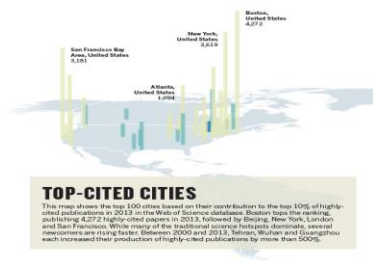 Boston,
United States
4,272
New York,
United States
3,619
San Francisco Bay
Area, United States
3,181
Atlanta,
United States
1,094
TOP-CITED CITIES
This map shows the top 100 cities based on their contribution to the top 10% of highly-
cited publications in 2013 in the Web of Science database. Boston tops the ranking,
publishing 4,272 highly-cited papers in 2013, followed by Beijing, New York, London
and San Francisco. While many of the traditional science hotspots dominate, several
newcomers are rising faster. Between 2000 and 2013, Tehran, Wuhan and Guangzhou
each increased their production of highly-cited publications by more than 500%.